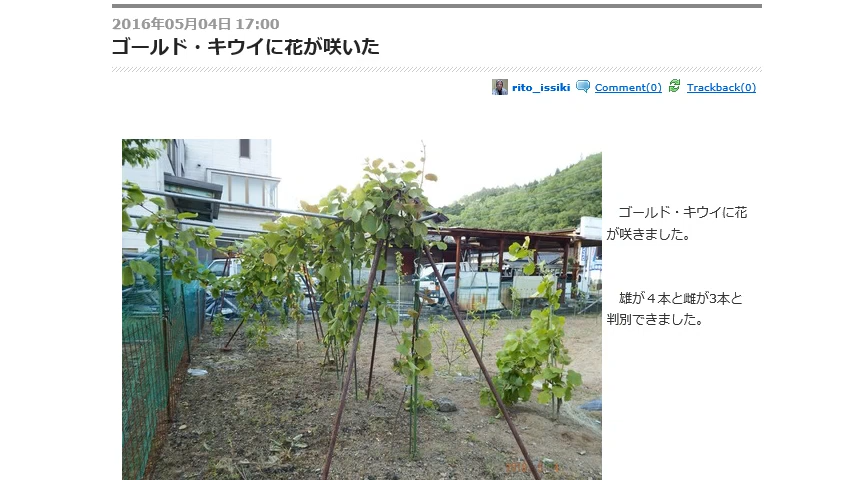 2016年05月04日 17:00
ゴールド・キウイに花が咲いた
rito_issiki Comment(0) Trackback(0)
ゴールド・キウイに花
が咲きました。
雄が４本と雌が3本と
判別できました。